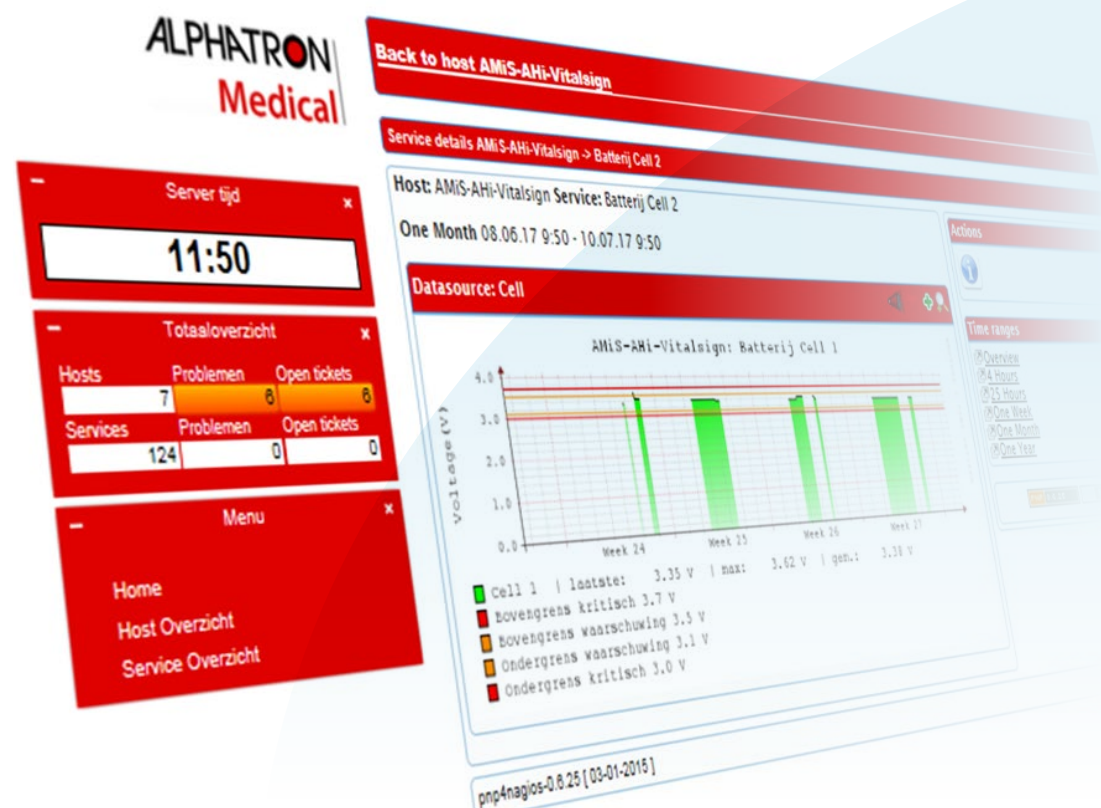 ALPHATRON
Medical
Back to host AMiS-AHi-Vitalsign
Service details AMiS-AHi-Vitalsign -> Batterij Cell 2
Server tijd
11:50
Totaaloverzicht
Hosts Problemen Open tickets
7 6 6
Services Problemen Open tickets
124 0 0
Menu
Home
Host Overzicht
Service Overzicht
Host: AMiS-AHi-Vitalsign Service: Batterij Cell 2
One Month 08.06.17 9:50 - 10.07.17 9:50
Datasource: Cell
AMiS-AHi-Vitalsign: Batterij Cell 1
Voltage (V)
4.0
3.0
2.0
1.0
0.0
Week 24 Week 25 Week 26 Week 27
Cell 1 | laatste: 3.35 V | max: 3.62 V | gem.: 3.38 V
Bovengrens kritisch 3.7 V
Bovengrens waarschuwing 3.5 V
Ondergrens waarschuwing 3.1 V
Ondergrens kritisch 3.0 V
pnp4nagios-0.6.25 [ 03-01-2015 ]
Actions
Time ranges
Overview
4 Hours
25 Hours
One Week
One Month
One Year